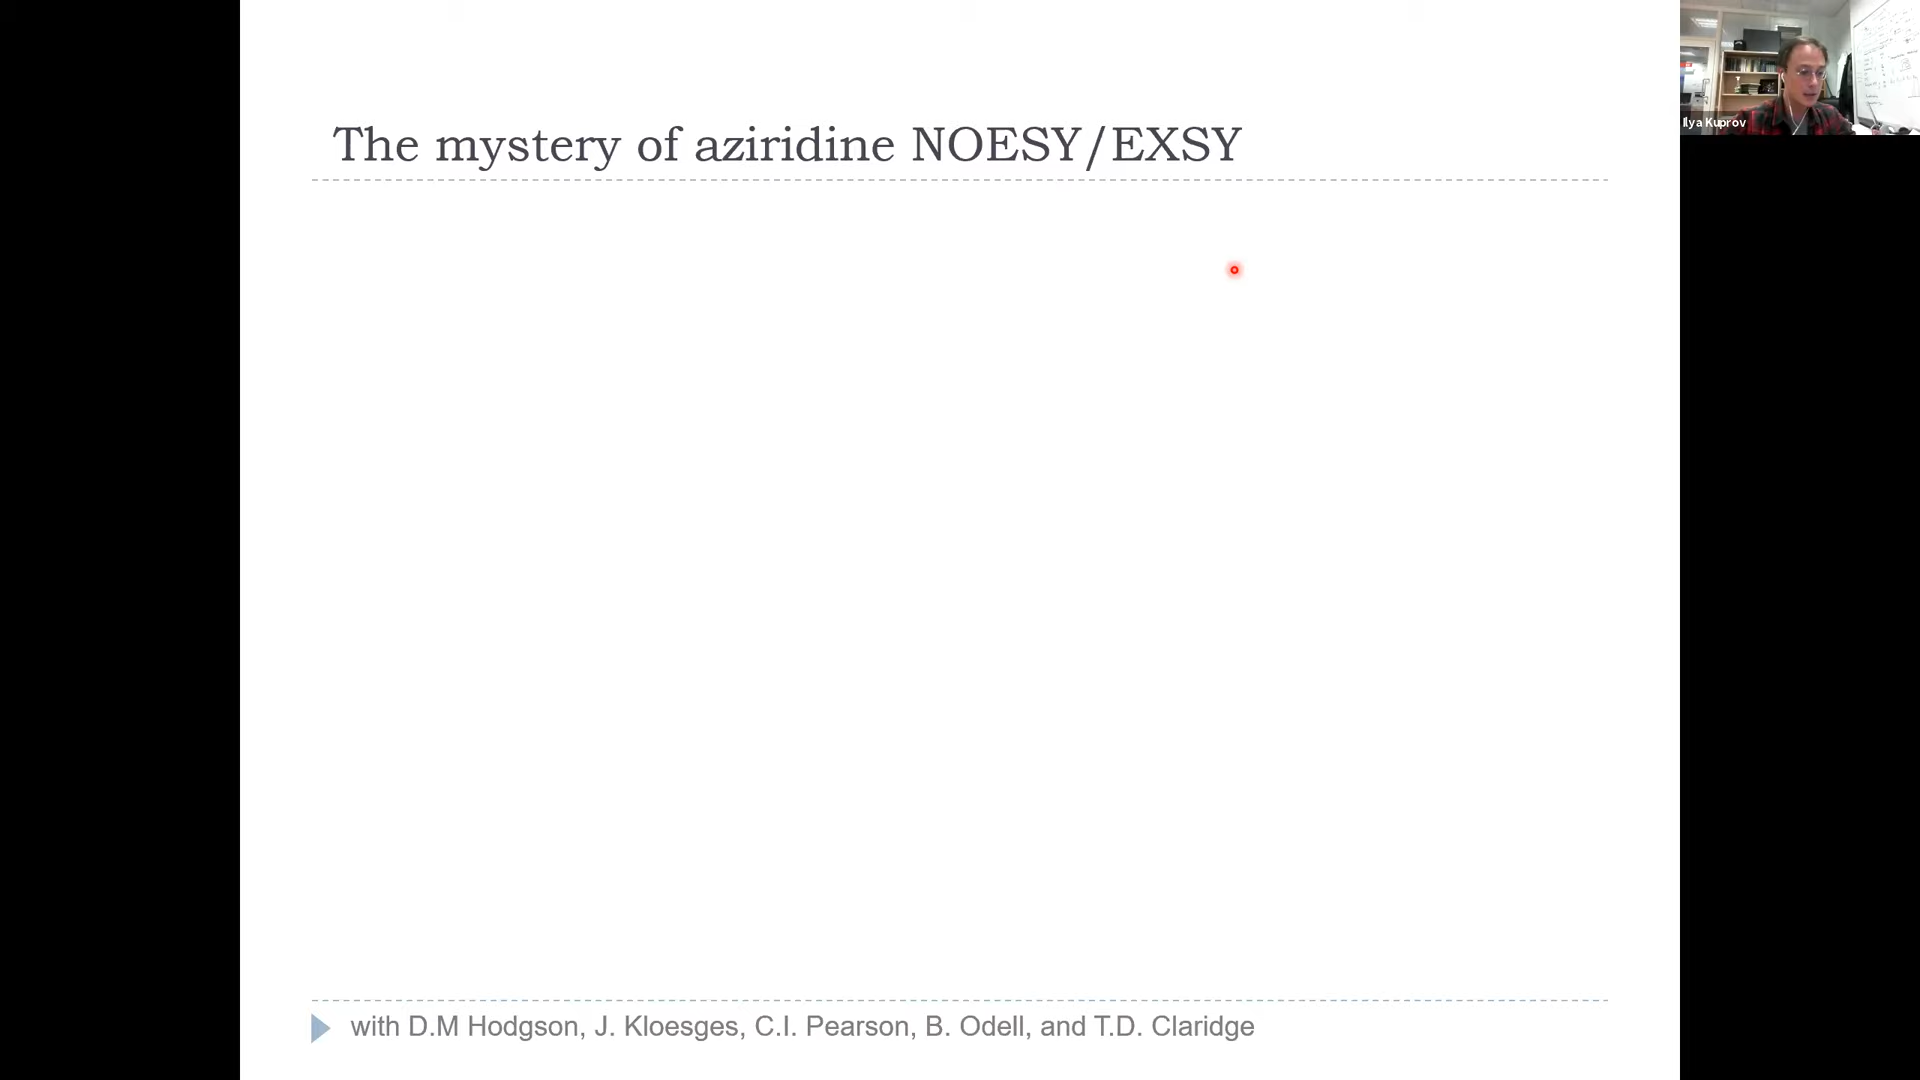 The mystery of aziridine NOESY/EXSY
Ilya Kuprov
with D.M Hodgson, J. Kloesges, C.I. Pearson, B. Odell, and T.D. Claridge